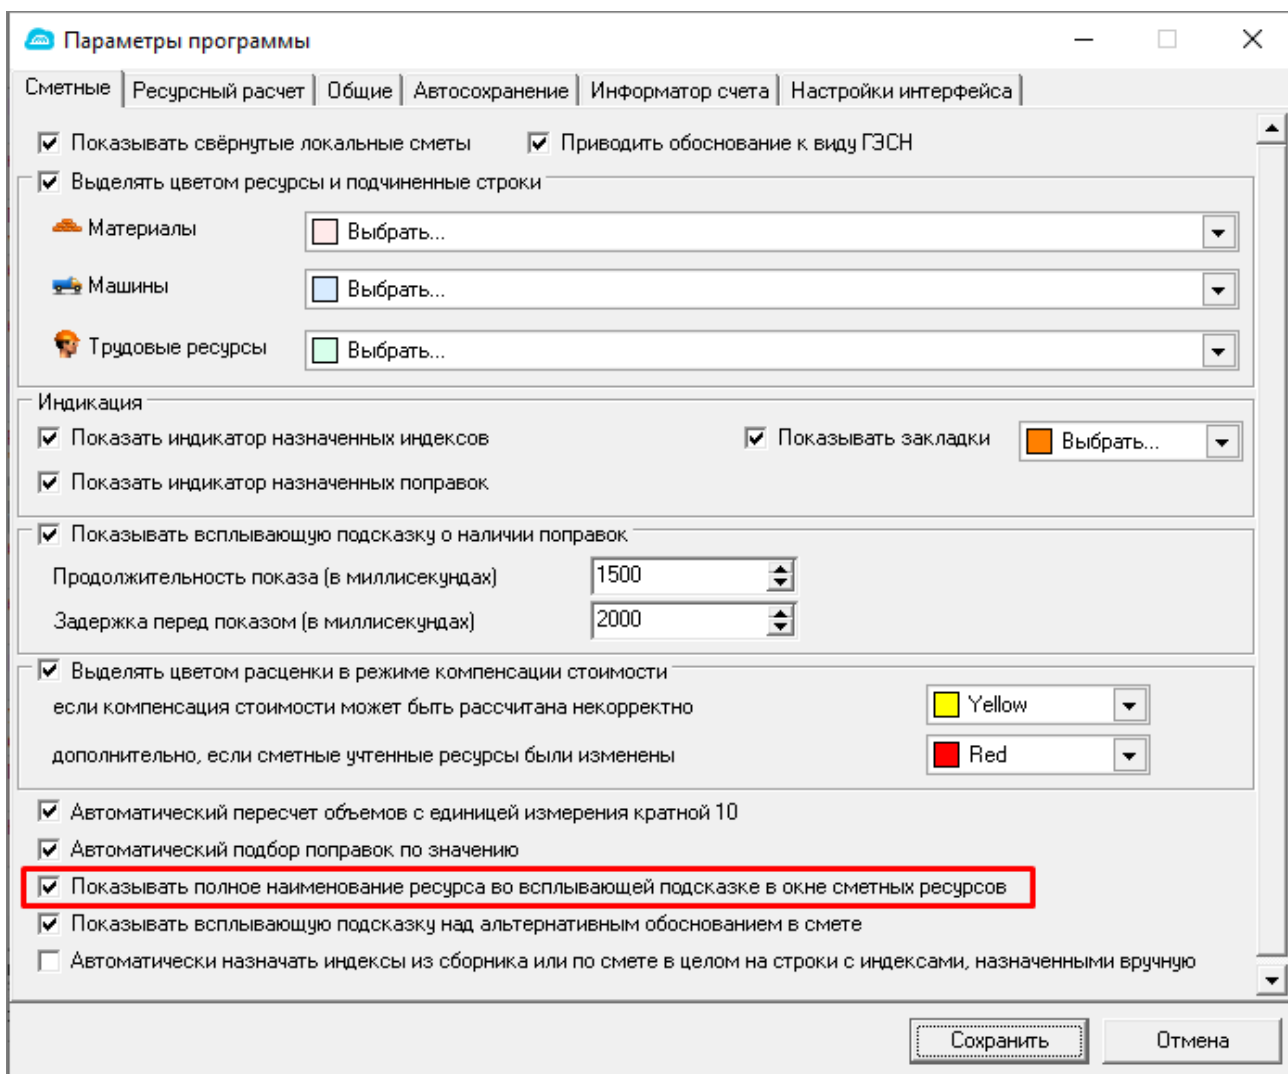 Параметры программы
Сметные Ресурсный расчет Общие Автосохранение Информатор счета Настройки интерфейса
Показывать свёрнутые локальные сметы Приводить обоснование к виду ГЭСН
Выделять цветом ресурсы и подчиненные строки
Материалы Выбрать...
Машины Выбрать...
Трудовые ресурсы Выбрать...
Индикация
Показать индикатор назначенных индексов Показывать закладки Выбрать...
Показать индикатор назначенных поправок
Показывать всплывающую подсказку о наличии поправок
Продолжительность показа (в миллисекундах) 1500
Задержка перед показом (в миллисекундах) 2000
Выделять цветом расценки в режиме компенсации стоимости
если компенсация стоимости может быть рассчитана некорректно Yellow
дополнительно, если сметные учтенные ресурсы были изменены Red
Автоматический пересчет объемов с единицей измерения кратной 10
Автоматический подбор поправок по значению
Показывать полное наименование ресурса во всплывающей подсказке в окне сметных ресурсов
Показывать всплывающую подсказку над альтернативным обоснованием в смете
Автоматически назначать индексы из сборника или по смете в целом на строки с индексами, назначенными вручную
Сохранить Отмена